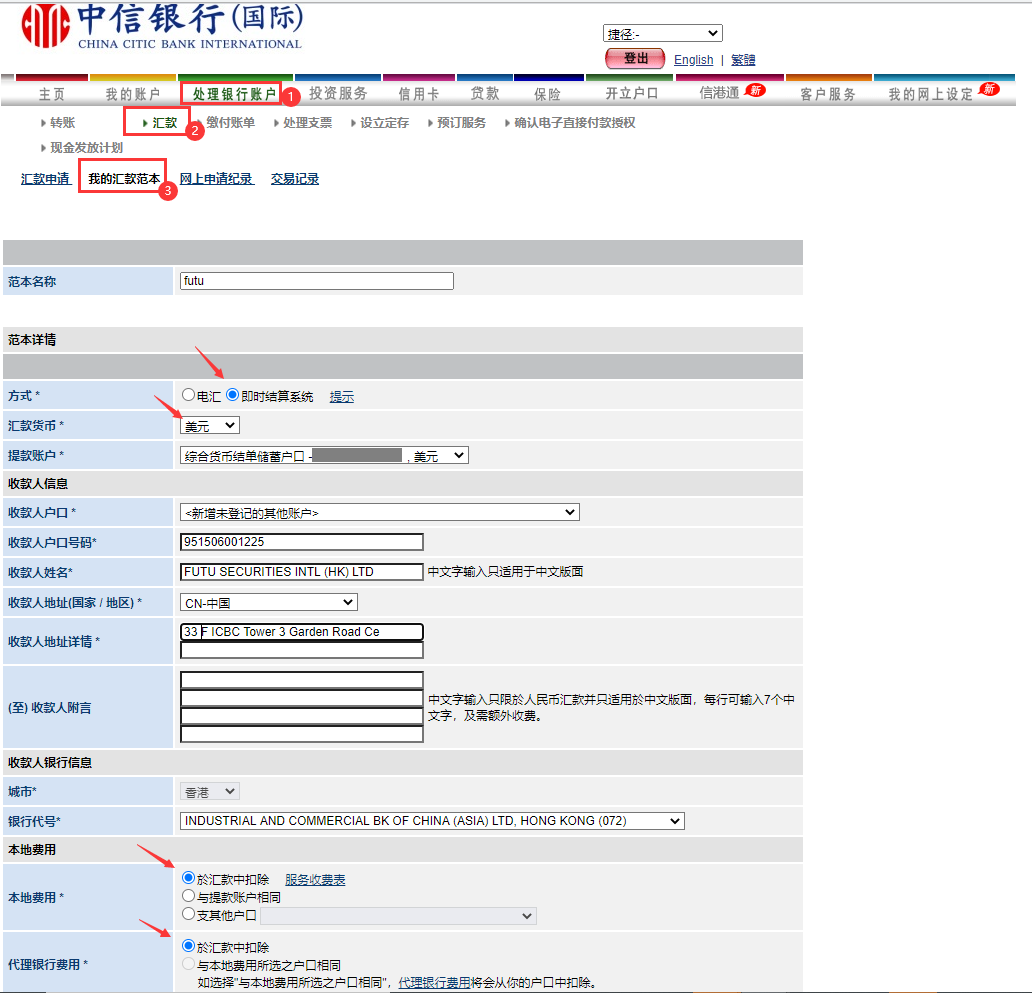 中信银行(国际)
CHINA CITIC BANK INTERNATIONAL
捷径:-
登出 English | 繁體
主页 我的账户 处理银行账户 1 投资服务 信用卡 贷款 保险 开立户口 信港通 新 客户服务 我的网上设定 新
转账 汇款 2 缴付账单 处理支票 设立定存 预订服务 确认电子直接付款授权
现金发放计划
汇款申请 我的汇款范本 3 网上申请纪录 交易记录
范本名称 futu
范本详情
方式 * 电汇 即时结算系统 提示
汇款货币 * 美元
提款账户 * 综合货币结单储蓄户口 - , 美元
收款人信息
收款人户口 * <新增未登记的其他账户>
收款人户口号码* 951506001225
收款人姓名* FUTU SECURITIES INTL (HK) LTD 中文字输入只适用于中文版面
收款人地址(国家 / 地区) * CN-中国
收款人地址详情 * 33 F ICBC Tower 3 Garden Road Ce
(至) 收款人附言 中文字输入只限於人民币汇款并只适用於中文版面，每行可输入7个中
文字，及需额外收费。
收款人银行信息
城市* 香港
银行代号* INDUSTRIAL AND COMMERCIAL BK OF CHINA (ASIA) LTD, HONG KONG (072)
本地费用
本地费用 * 於汇款中扣除 服务收费表
与提款账户相同
支其他户口
代理银行费用 * 於汇款中扣除
与本地费用所选之户口相同
如选择"与本地费用所选之户口相同"，代理银行费用将会从你的户口中扣除。